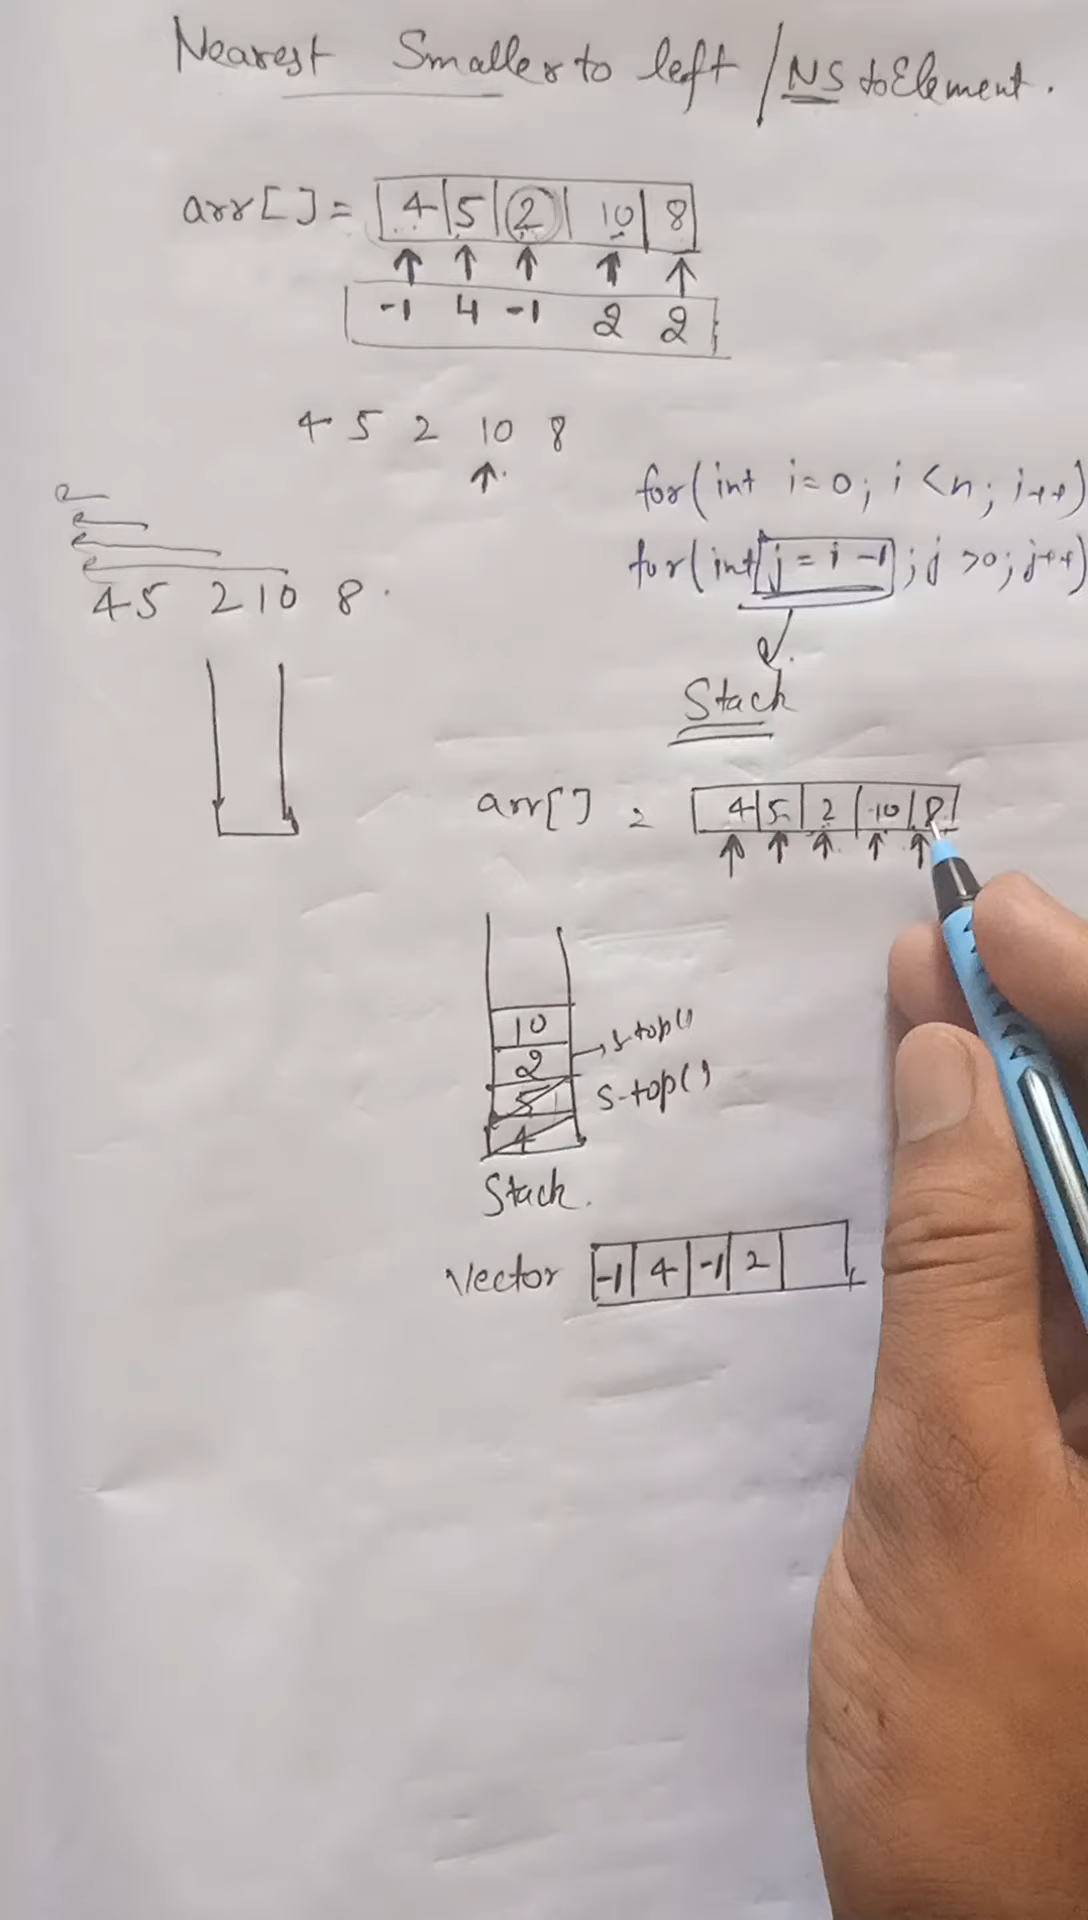 Nearest Smaller to left / NS to Element.
arr[] = 4 5 2 10 8
-1 4 -1 2 2
4 5 2 10 8
for(int i=0; i<n; i++)
for(int j = i -1; j >0; j++)
4 5 2 10 8
Stack
arr[] = 4 5 2 10 8
10
2 s.top()
5 s.top()
4
Stack.
Vector -1 4 -1 2